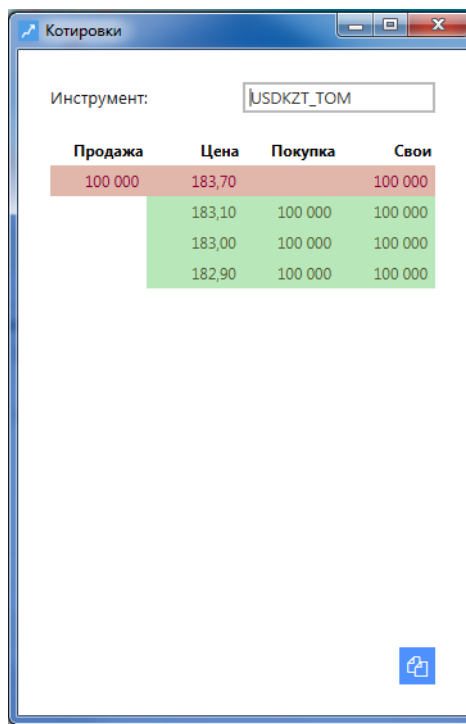 Котировки
Инструмент: USDKZT_TOM
Продажа Цена Покупка Свои
100 000 183,70 100 000
183,10 100 000 100 000
183,00 100 000 100 000
182,90 100 000 100 000